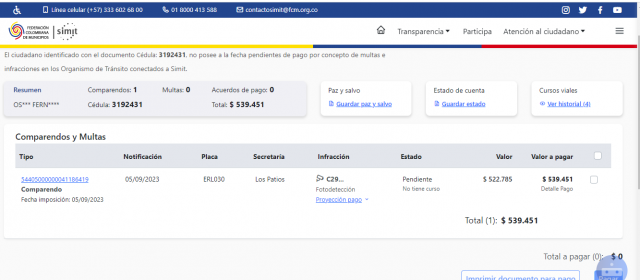 Línea celular (+57) 333 602 68 00 01 8000 413 588 contactosimit@fcm.org.co
FEDERACIÓN COLOMBIANA DE MUNICIPIOS simit Transparencia Participa Atención al ciudadano
El ciudadano identificado con el documento Cédula: 3192431, no posee a la fecha pendientes de pago por concepto de multas e
infracciones en los Organismo de Tránsito conectados a Simit.
Resumen Comparendos: 1 Multas: 0 Acuerdos de pago: 0
OS*** FERN**** Cédula: 3192431 Total: $ 539.451
Paz y salvo
Guardar paz y salvo
Estado de cuenta
Guardar estado
Cursos viales
Ver historial (4)
Comparendos y Multas
Tipo Notificación Placa Secretaría Infracción Estado Valor Valor a pagar
54405000000041186419 05/09/2023 ERL030 Los Patios C29... Pendiente $ 522.785 $ 539.451
Comparendo Fotodetección No tiene curso Detalle Pago
Fecha imposición: 05/09/2023 Proyección pago
Total (1): $ 539.451
Total a pagar (0): $ 0
Imprimir documento para pago